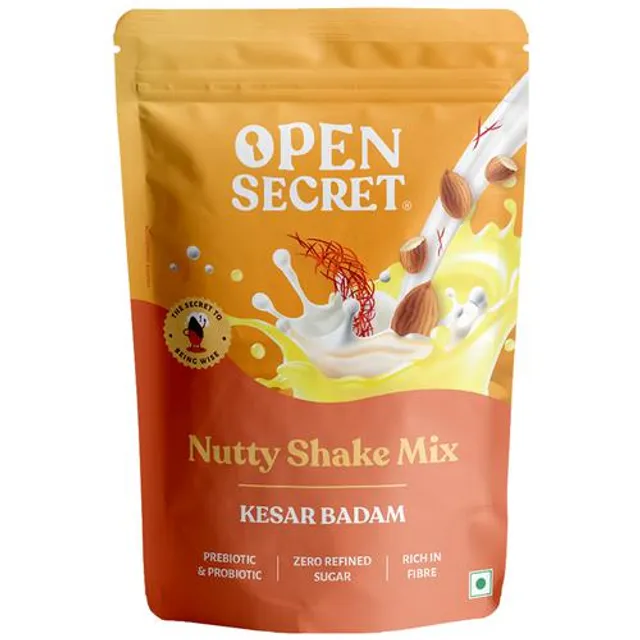 OPEN
SECRET®
THE SECRET TO
BEING WISE
Nutty Shake Mix
KESAR BADAM
PREBIOTIC
& PROBIOTIC
ZERO REFINED
SUGAR
RICH IN
FIBRE